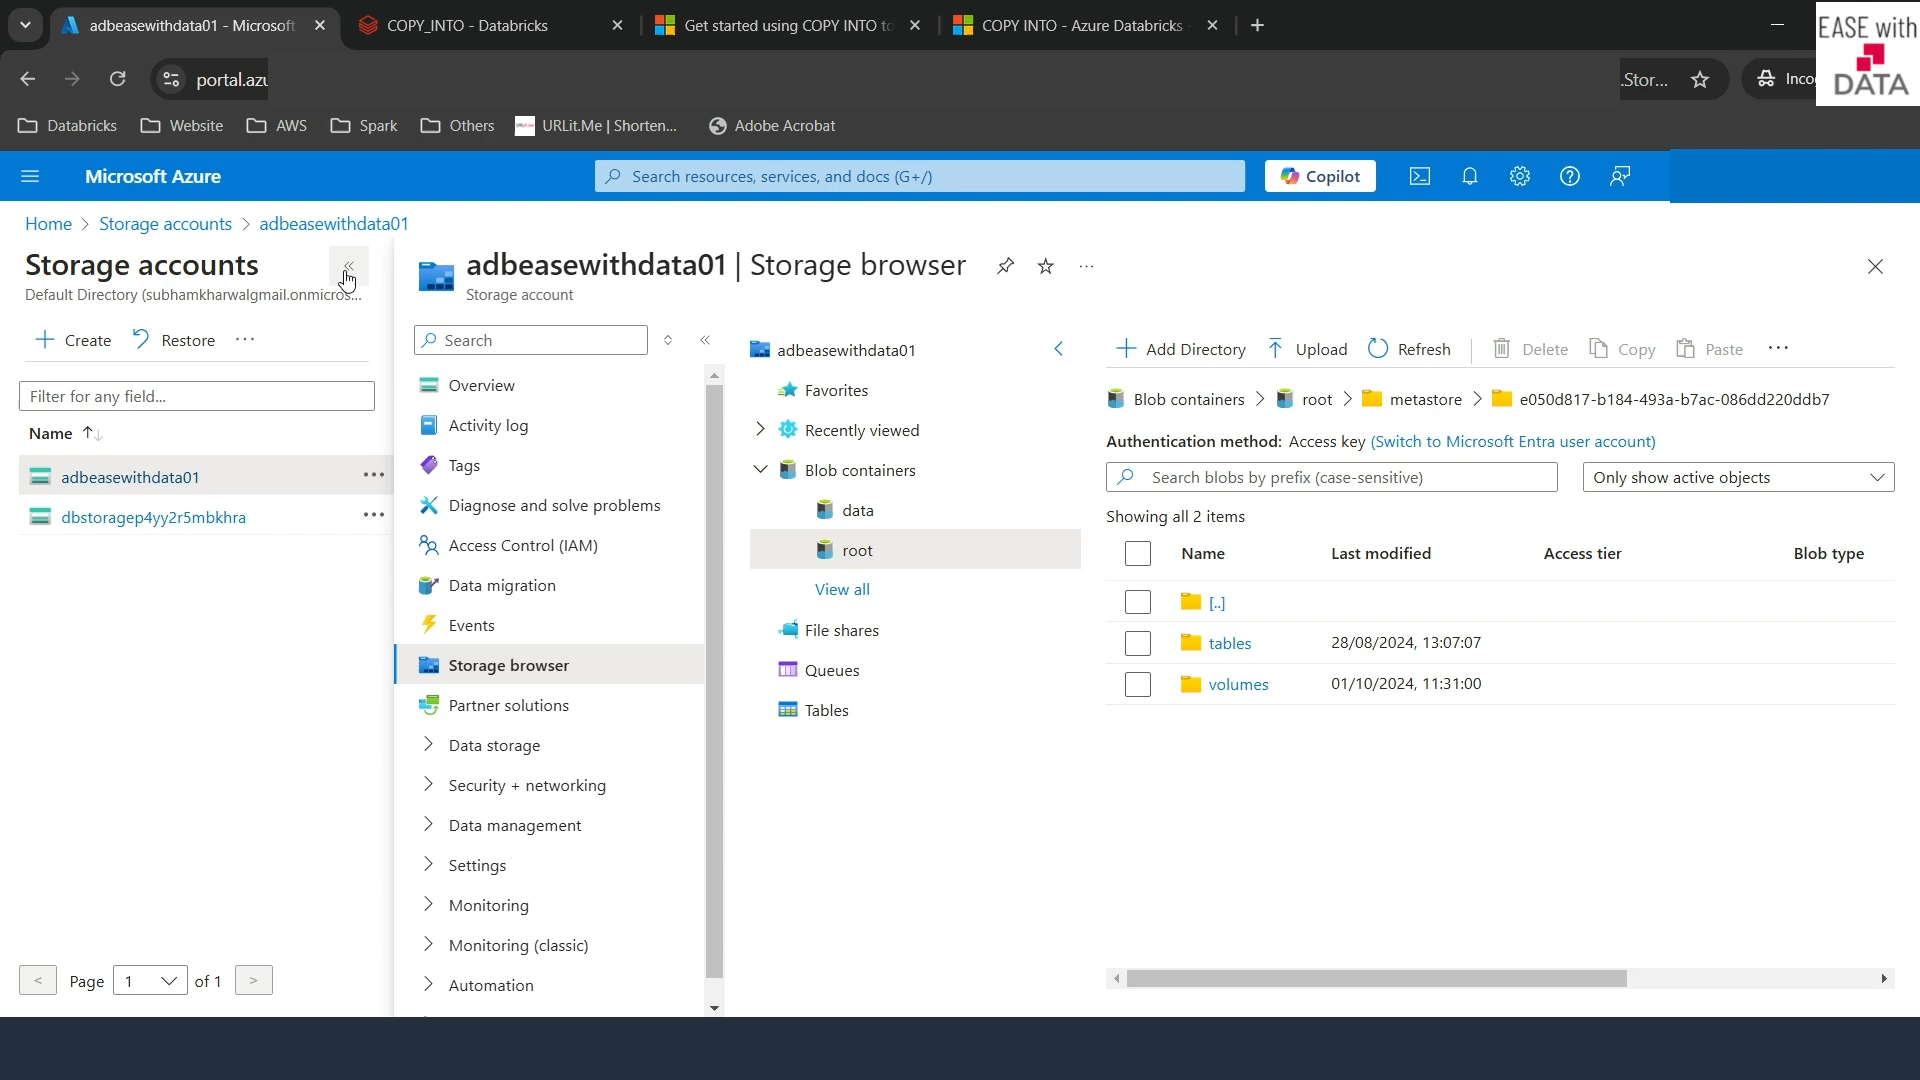 adbeasewithdata01 - Microsoft
COPY_INTO - Databricks
Get started using COPY INTO to
COPY INTO - Azure Databricks
EASE with
DATA
portal.azu
.Stor...
Databricks
Website
AWS
Spark
Others
URLit.Me | Shorten...
Adobe Acrobat
Microsoft Azure
Search resources, services, and docs (G+/)
Copilot
Home > Storage accounts > adbeasewithdata01
Storage accounts
Default Directory (subhamkharwalgmail.onmicros...
Create
Restore
Filter for any field...
Name
adbeasewithdata01
dbstoragep4yy2r5mbkhra
< Page 1 of 1 >
adbeasewithdata01 | Storage browser
Storage account
Search
Overview
Activity log
Tags
Diagnose and solve problems
Access Control (IAM)
Data migration
Events
Storage browser
Partner solutions
Data storage
Security + networking
Data management
Settings
Monitoring
Monitoring (classic)
Automation
adbeasewithdata01
Favorites
Recently viewed
Blob containers
data
root
View all
File shares
Queues
Tables
Add Directory
Upload
Refresh
Delete
Copy
Paste
Blob containers > root > metastore > e050d817-b184-493a-b7ac-086dd220ddb7
Authentication method: Access key (Switch to Microsoft Entra user account)
Search blobs by prefix (case-sensitive)
Only show active objects
Showing all 2 items
Name Last modified Access tier Blob type
[..]
tables 28/08/2024, 13:07:07
volumes 01/10/2024, 11:31:00